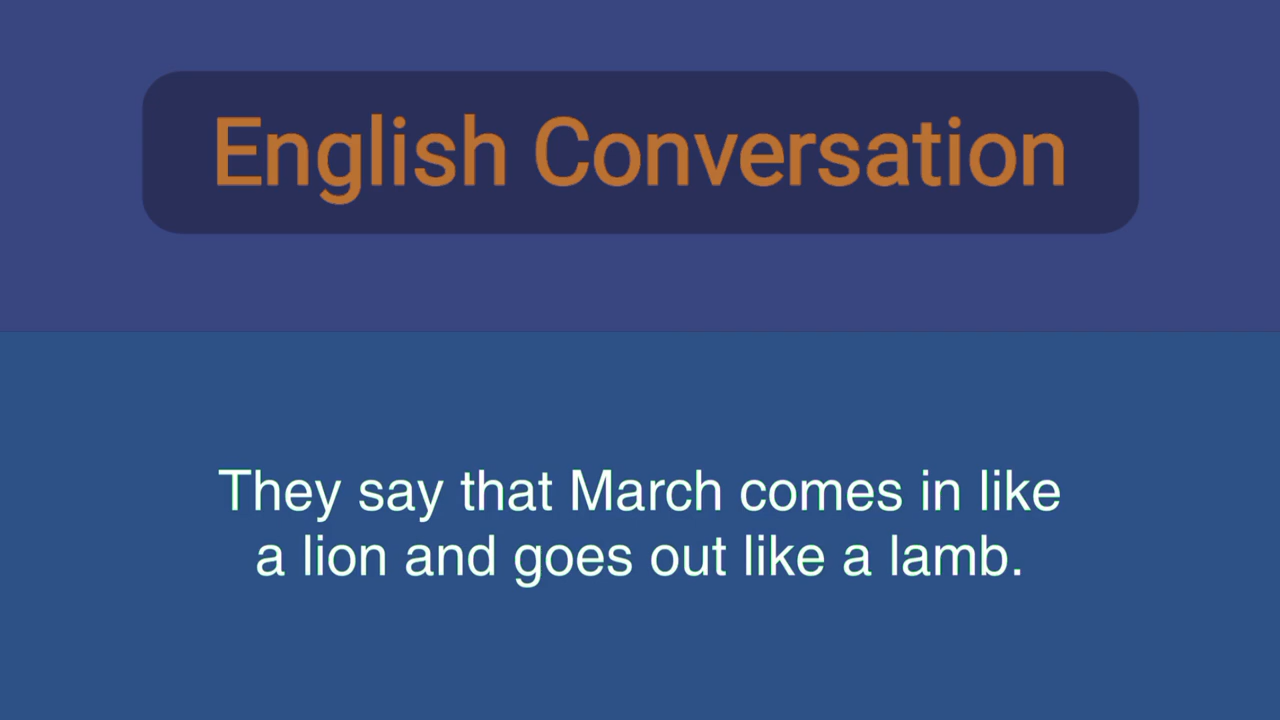 English Conversation
They say that March comes in like
a lion and goes out like a lamb.